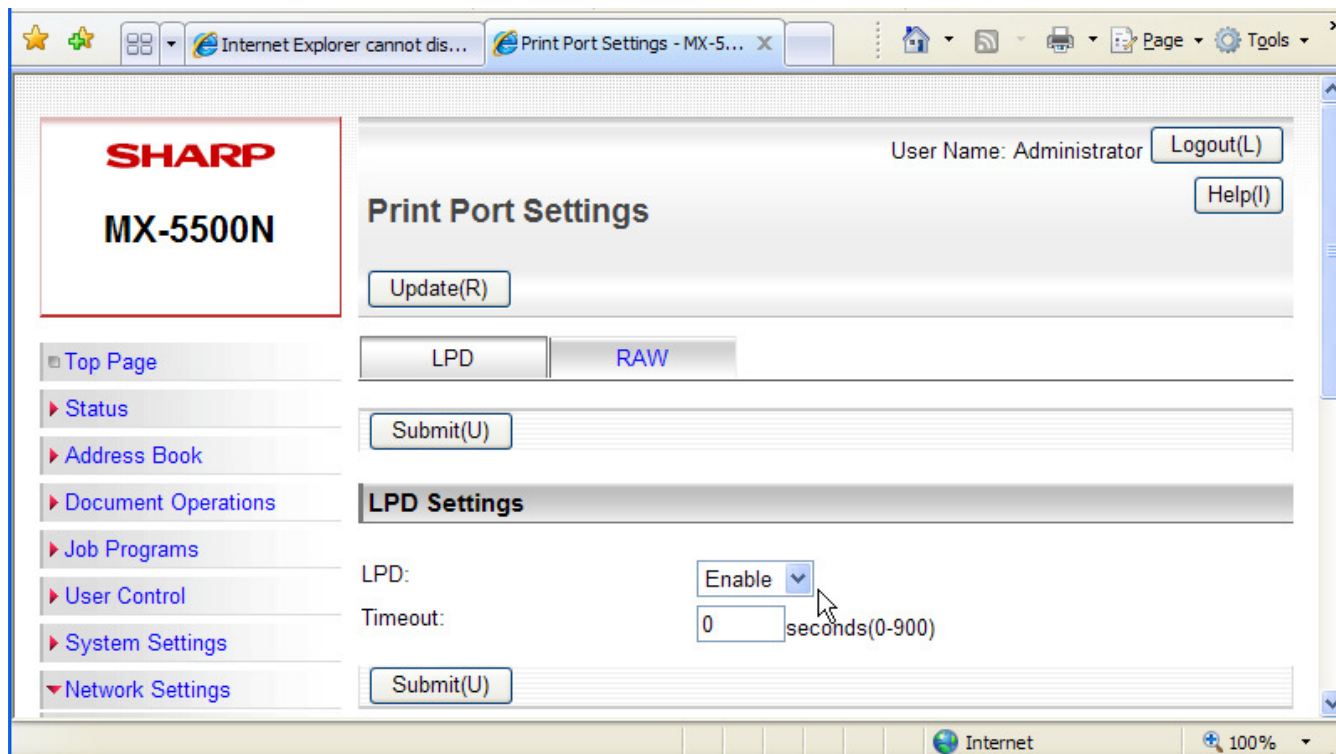 Internet Explorer cannot dis...
Print Port Settings - MX-5...
Page
Tools
SHARP
MX-5500N
User Name: Administrator
Logout(L)
Help(I)
Print Port Settings
Update(R)
Top Page
Status
Address Book
Document Operations
Job Programs
User Control
System Settings
Network Settings
LPD
RAW
Submit(U)
LPD Settings
LPD:
Enable
Timeout:
0
seconds(0-900)
Submit(U)
Internet
100%